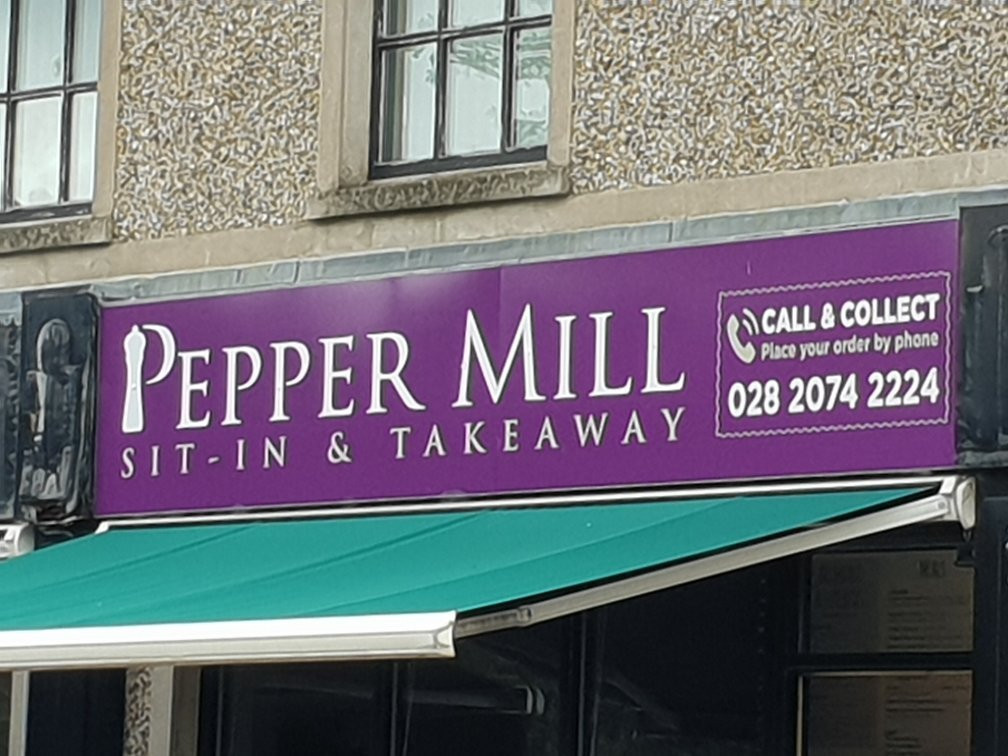 PEPPER MILL
SIT-IN & TAKEAWAY
CALL & COLLECT
Place your order by phone
028 2074 2224